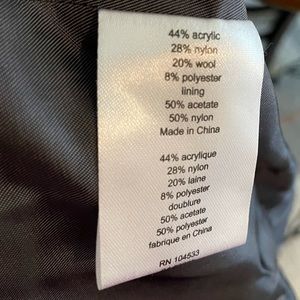 44% acrylic
28% nylon
20% wool
8% polyester
lining
50% acetate
50% nylon
Made in China
44% acrylique
28% nylon
20% laine
8% polyester
doublure
50% acetate
50% polyester
fabrique en China
RN 104533